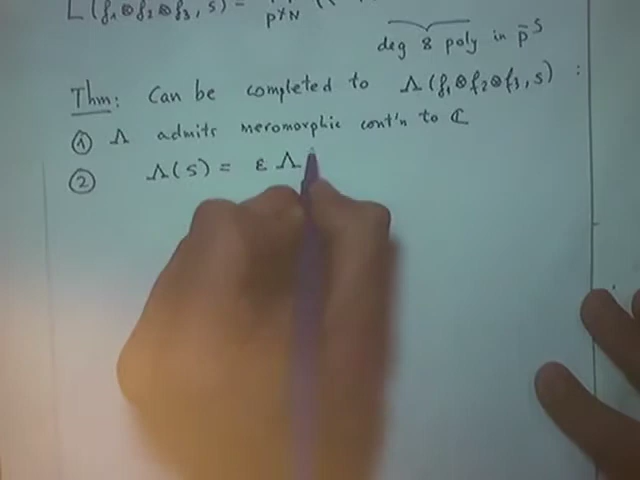 L(f₁⊗f₂⊗f₃, s) =
p∤N
deg 8 poly in p̄ˢ
Thm: Can be completed to Λ(f₁⊗f₂⊗f₃, s) :
① Λ admits meromorphic cont'n to ℂ
② Λ(s) = ε Λ